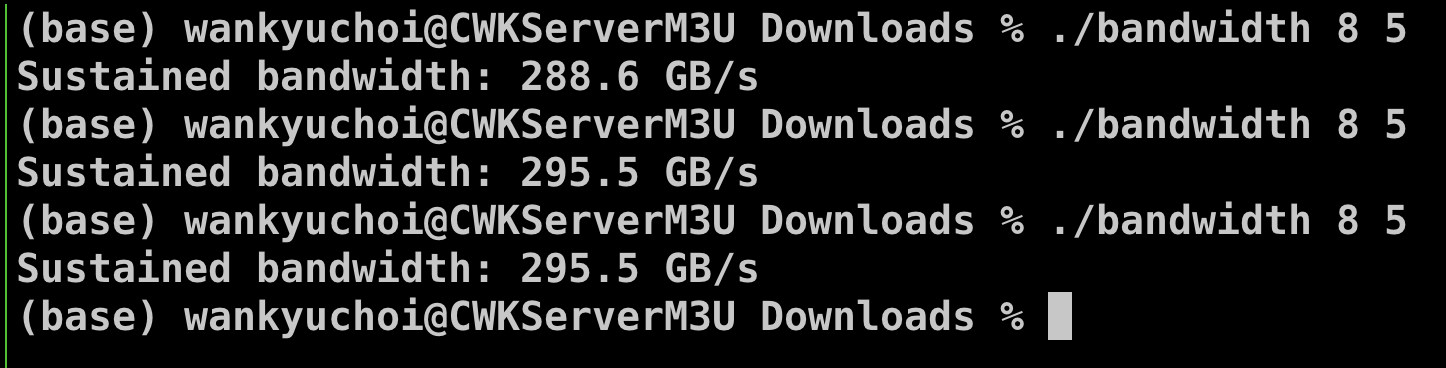 (base) wankyuchoi@CWKServerM3U Downloads % ./bandwidth 8 5
Sustained bandwidth: 288.6 GB/s
(base) wankyuchoi@CWKServerM3U Downloads % ./bandwidth 8 5
Sustained bandwidth: 295.5 GB/s
(base) wankyuchoi@CWKServerM3U Downloads % ./bandwidth 8 5
Sustained bandwidth: 295.5 GB/s
(base) wankyuchoi@CWKServerM3U Downloads %